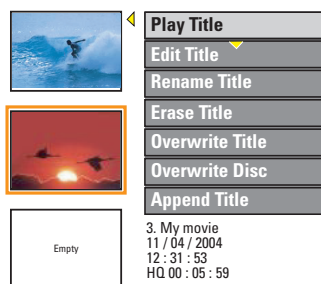 Play Title
Edit Title
Rename Title
Erase Title
Overwrite Title
Overwrite Disc
Append Title
Empty
3. My movie
11 / 04 / 2004
12 : 31 : 53
HQ 00 : 05 : 59